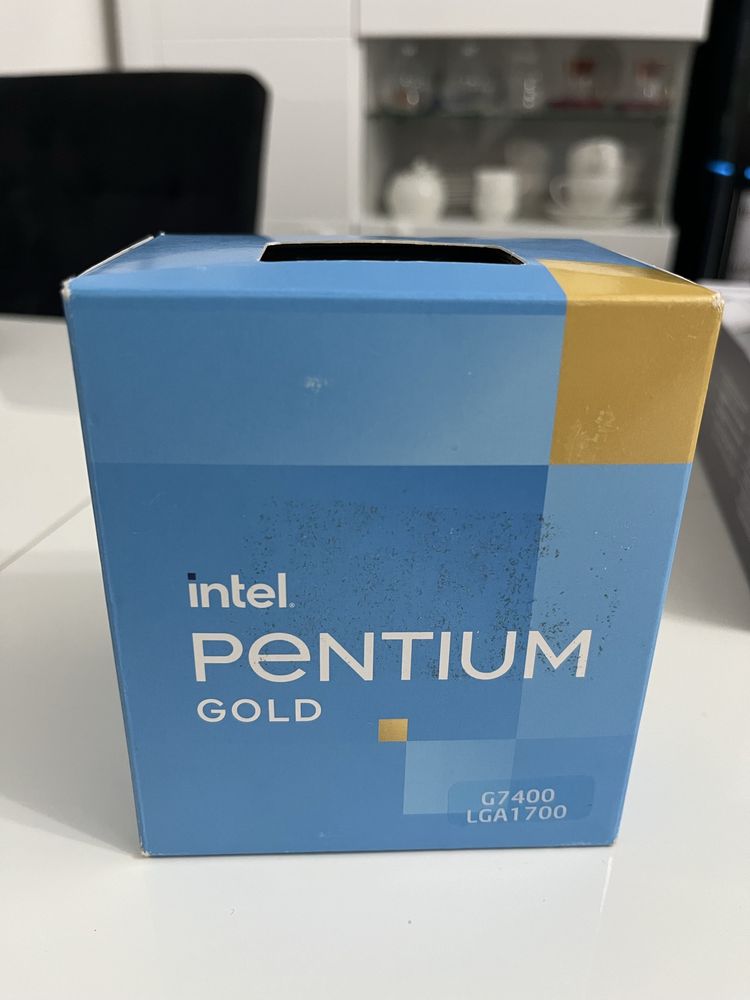 intel.
PENTIUM
GOLD
G7400
LGA1700